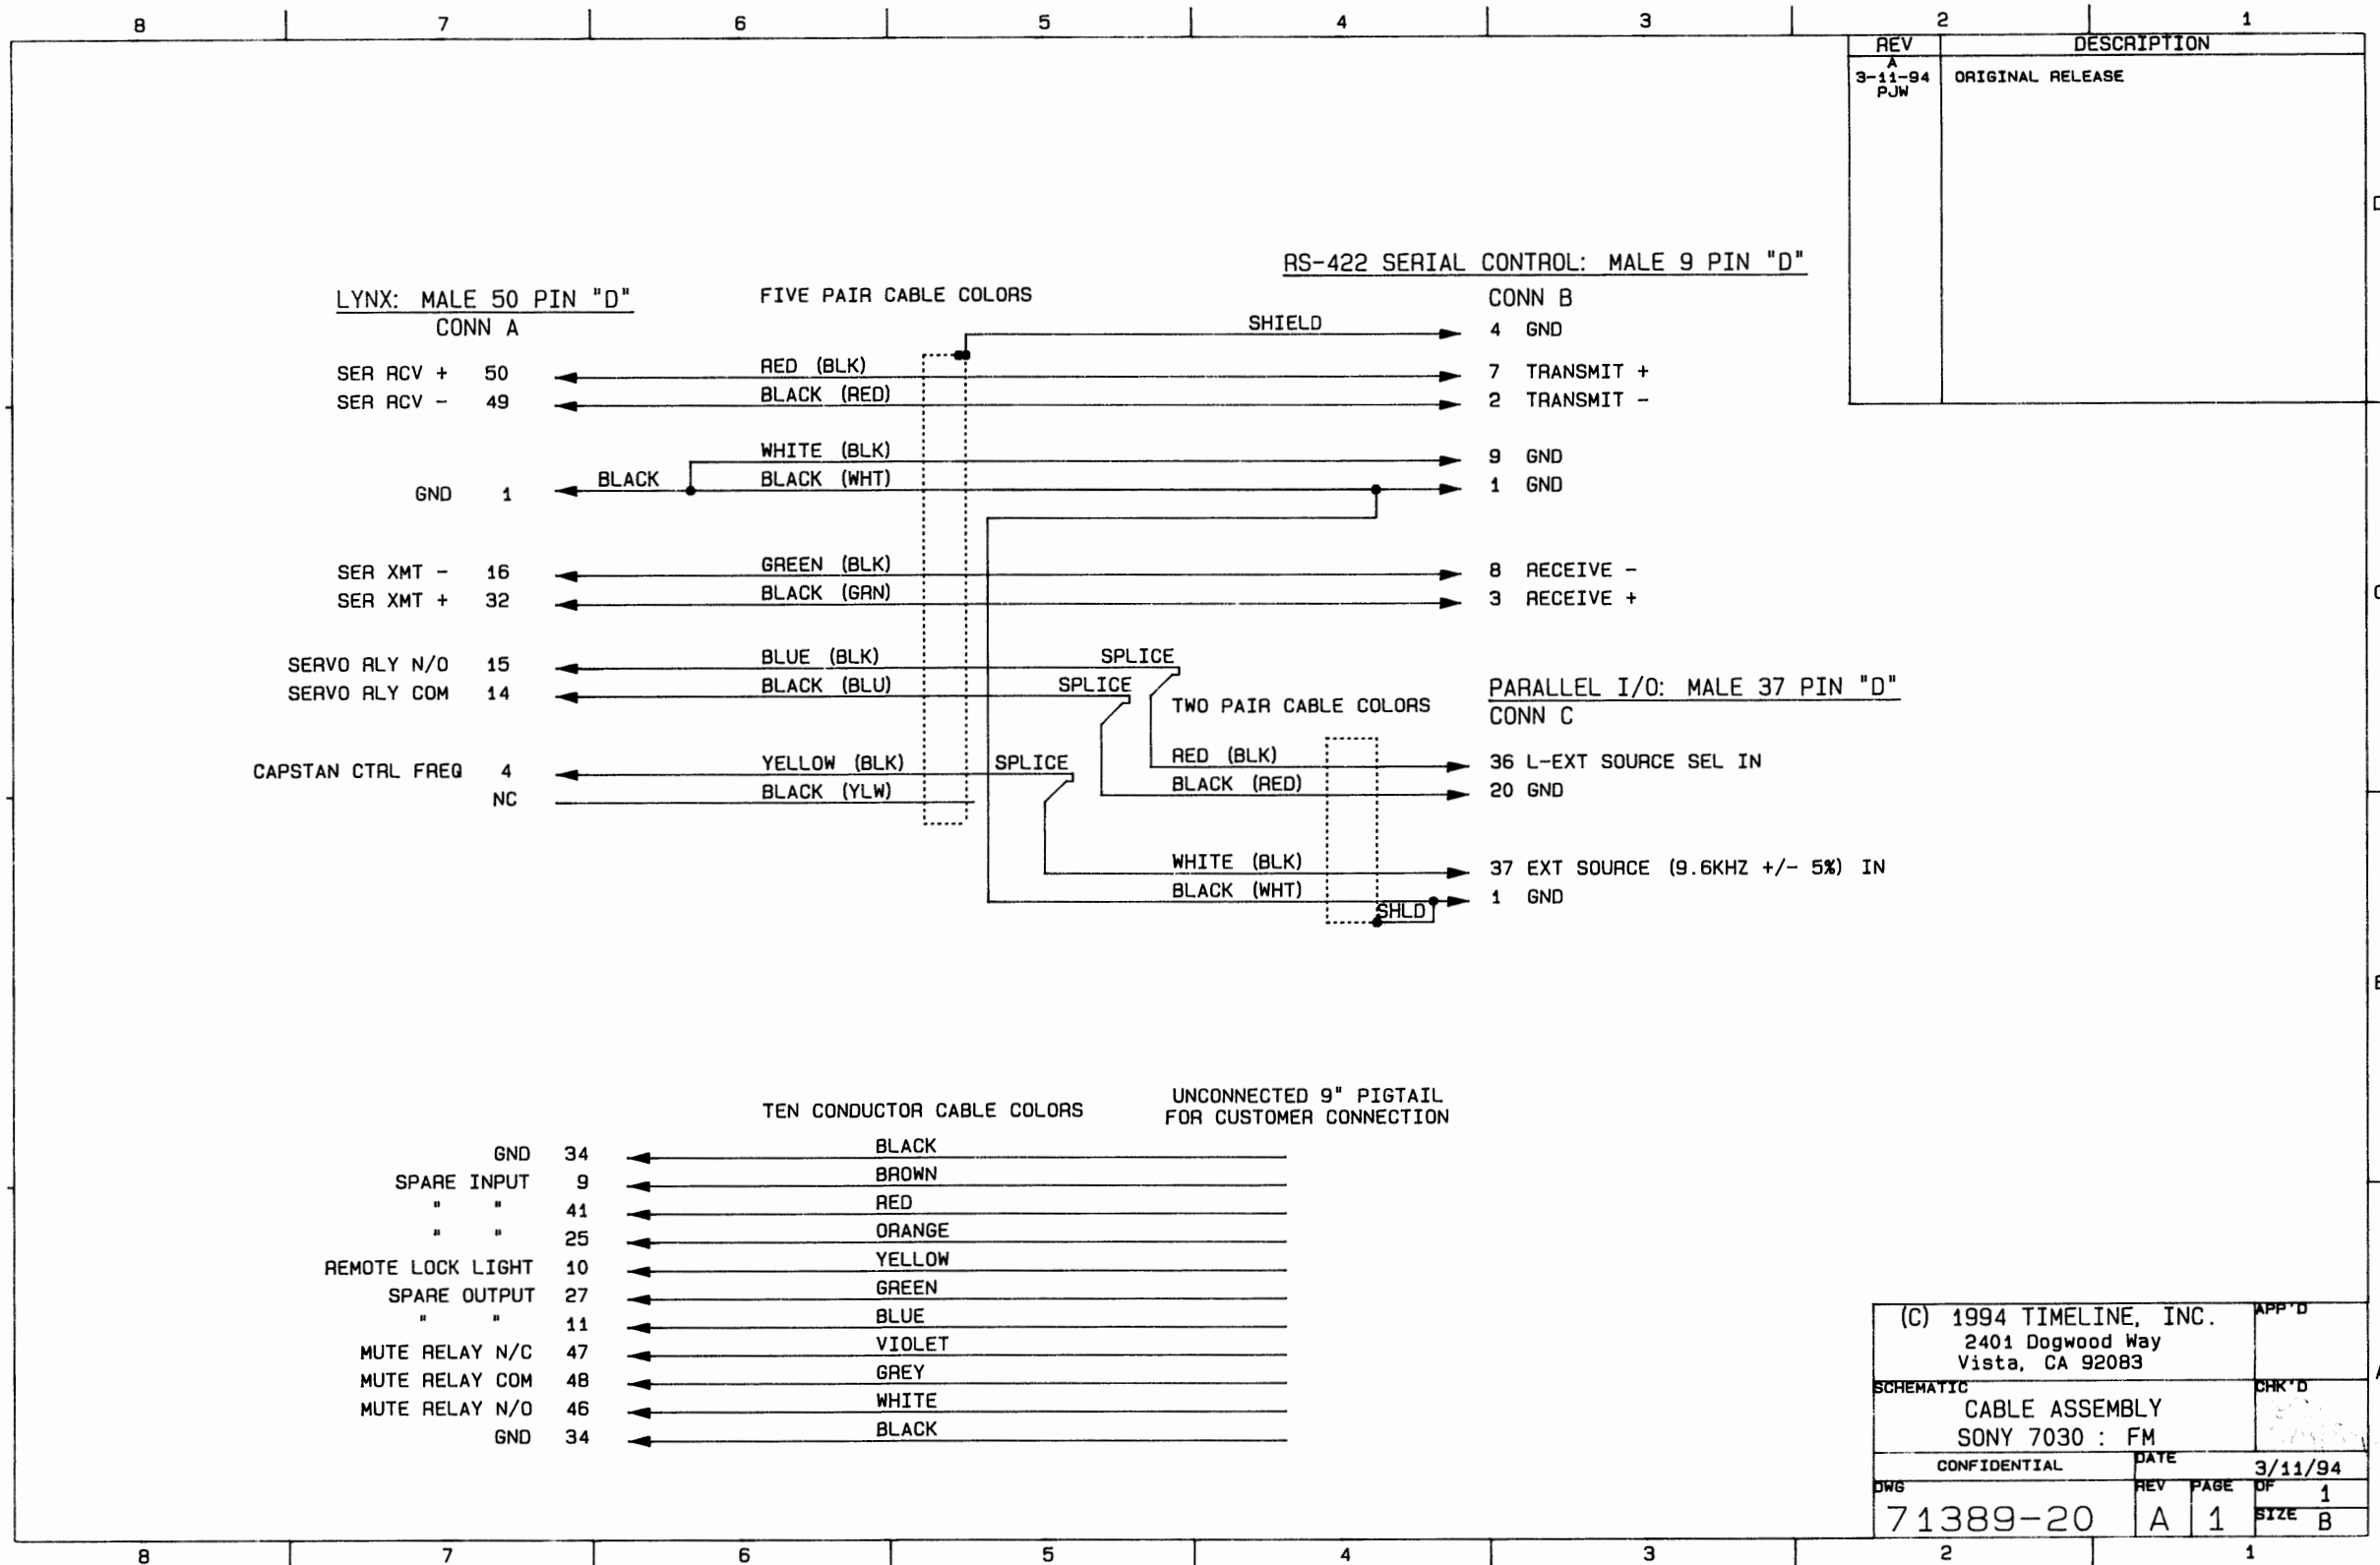 8 7 6 5 4 3 2 1
REV DESCRIPTION
A
3-11-94 ORIGINAL RELEASE
PJW
D
RS-422 SERIAL CONTROL: MALE 9 PIN "D"
LYNX: MALE 50 PIN "D" FIVE PAIR CABLE COLORS CONN B
CONN A
SHIELD 4 GND
SER RCV + 50 RED (BLK) 7 TRANSMIT +
SER RCV - 49 BLACK (RED) 2 TRANSMIT -
WHITE (BLK) 9 GND
GND 1 BLACK BLACK (WHT) 1 GND
SER XMT - 16 GREEN (BLK) 8 RECEIVE -
SER XMT + 32 BLACK (GRN) 3 RECEIVE +
C
SERVO RLY N/O 15 BLUE (BLK) SPLICE
SERVO RLY COM 14 BLACK (BLU) SPLICE
PARALLEL I/O: MALE 37 PIN "D"
TWO PAIR CABLE COLORS CONN C
CAPSTAN CTRL FREQ 4 YELLOW (BLK) SPLICE RED (BLK) 36 L-EXT SOURCE SEL IN
NC BLACK (YLW) BLACK (RED) 20 GND
WHITE (BLK) 37 EXT SOURCE (9.6KHZ +/- 5%) IN
BLACK (WHT) 1 GND
SHLD
B
TEN CONDUCTOR CABLE COLORS
UNCONNECTED 9" PIGTAIL
FOR CUSTOMER CONNECTION
GND 34 BLACK
SPARE INPUT 9 BROWN
" " 41 RED
" " 25 ORANGE
REMOTE LOCK LIGHT 10 YELLOW
SPARE OUTPUT 27 GREEN
" " 11 BLUE
MUTE RELAY N/C 47 VIOLET
MUTE RELAY COM 48 GREY
MUTE RELAY N/O 46 WHITE
GND 34 BLACK
(C) 1994 TIMELINE, INC. APP'D
2401 Dogwood Way
Vista, CA 92083
A
SCHEMATIC CHK'D
CABLE ASSEMBLY
SONY 7030 : FM
CONFIDENTIAL DATE 3/11/94
DWG REV PAGE OF 1
71389-20 A 1 SIZE B
8 7 6 5 4 3 2 1